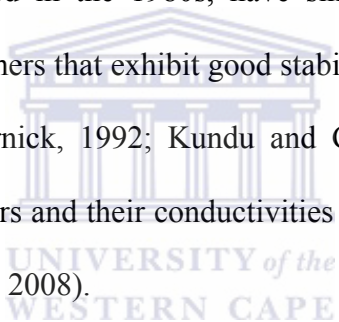 in the 1980s, have
ners that exhibit good stabi
rnick, 1992; Kundu and
rs and their conductivities
UNIVERSITY of the
2008).
WESTERN CAPE